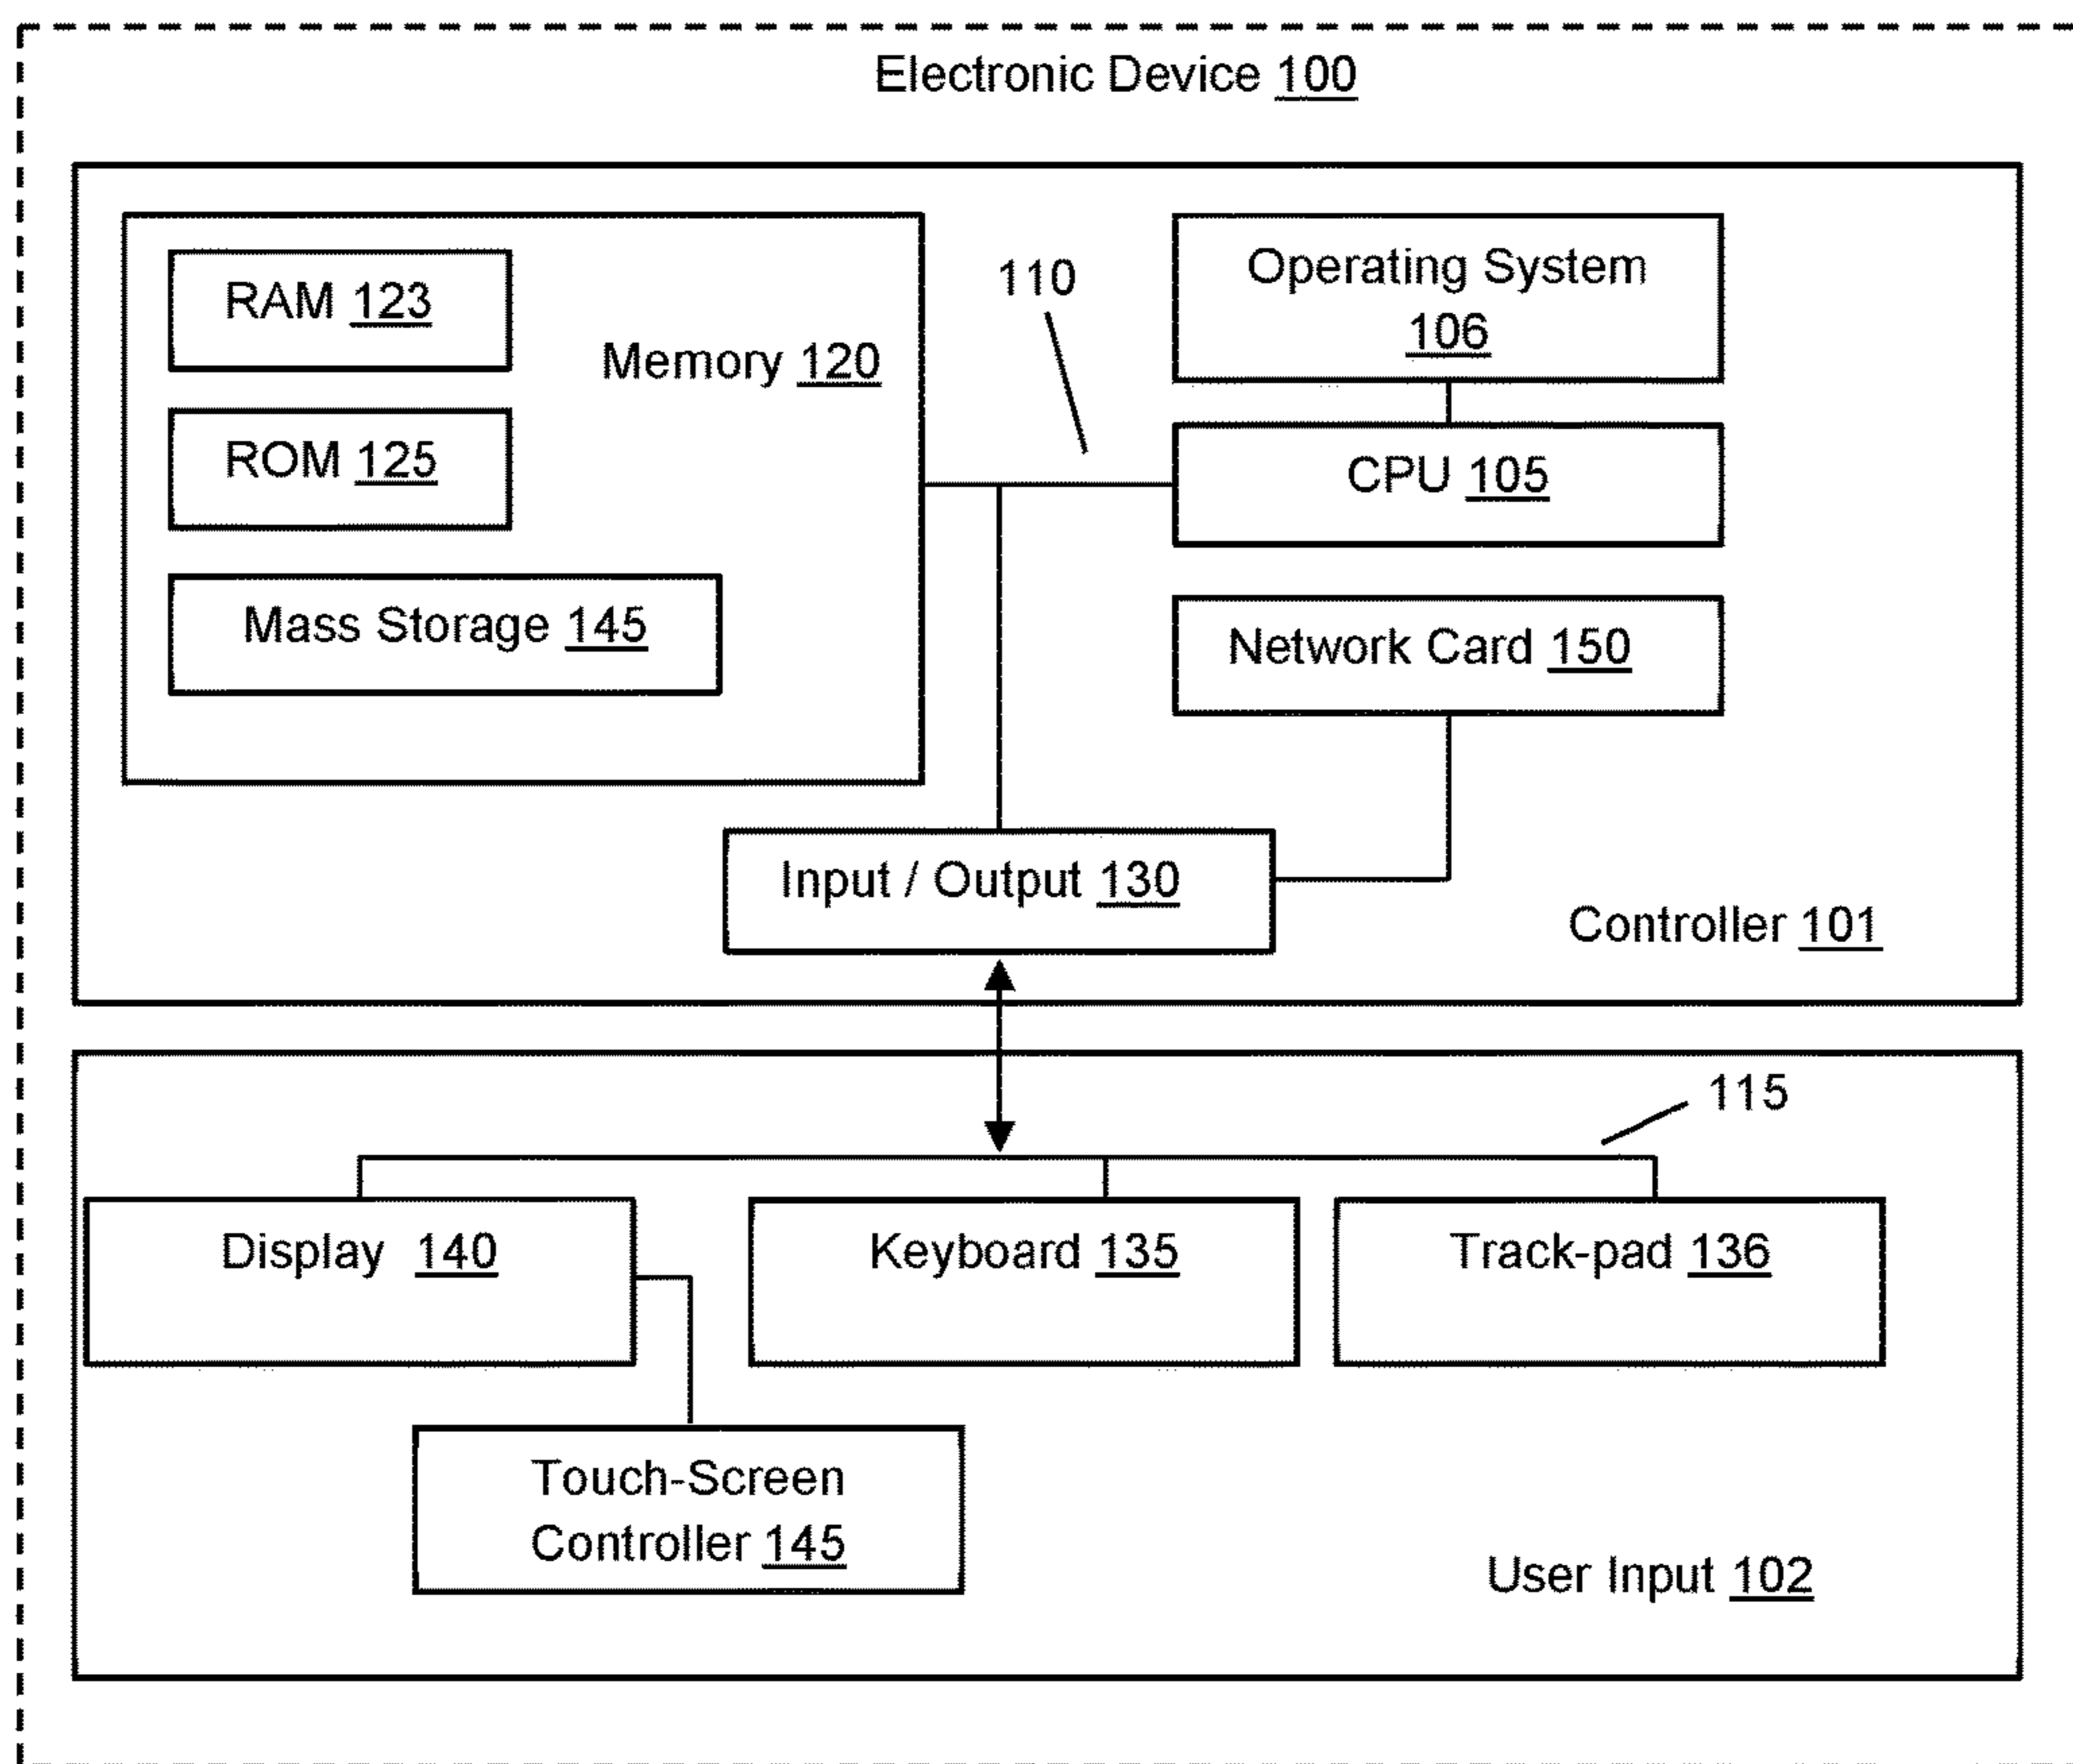 Electronic Device 100
RAM 123
Memory 120
ROM 125
Mass Storage 145
110
Operating System
106
CPU 105
Network Card 150
Input / Output 130
Controller 101
115
Display 140
Keyboard 135
Track-pad 136
Touch-Screen
Controller 145
User Input 102